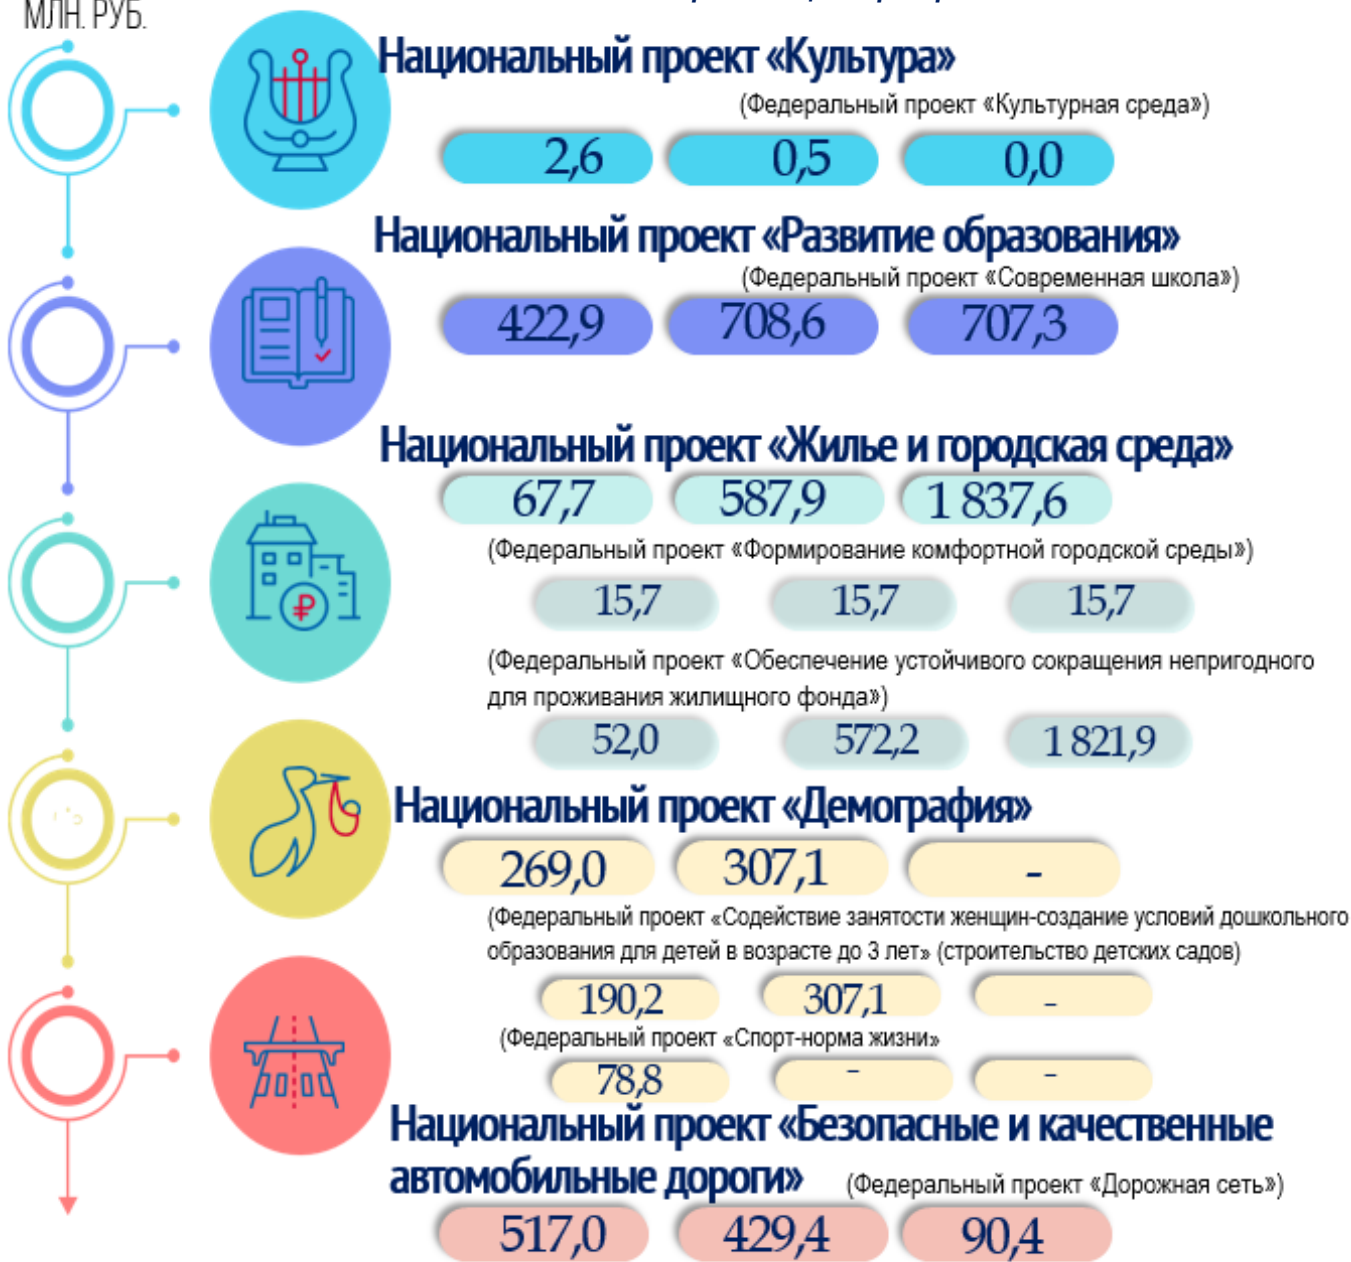 МЛН. РУБ.
Национальный проект «Культура»
(Федеральный проект «Культурная среда»)
2,6 0,5 0,0
Национальный проект «Развитие образования»
(Федеральный проект «Современная школа»)
422,9 708,6 707,3
Национальный проект «Жилье и городская среда»
67,7 587,9 1 837,6
(Федеральный проект «Формирование комфортной городской среды»)
15,7 15,7 15,7
(Федеральный проект «Обеспечение устойчивого сокращения непригодного
для проживания жилищного фонда»)
52,0 572,2 1 821,9
Национальный проект «Демография»
269,0 307,1 -
(Федеральный проект «Содействие занятости женщин-создание условий дошкольного
образования для детей в возрасте до 3 лет» (строительство детских садов)
190,2 307,1 -
(Федеральный проект «Спорт-норма жизни»
78,8 - -
Национальный проект «Безопасные и качественные
автомобильные дороги» (Федеральный проект «Дорожная сеть»)
517,0 429,4 90,4